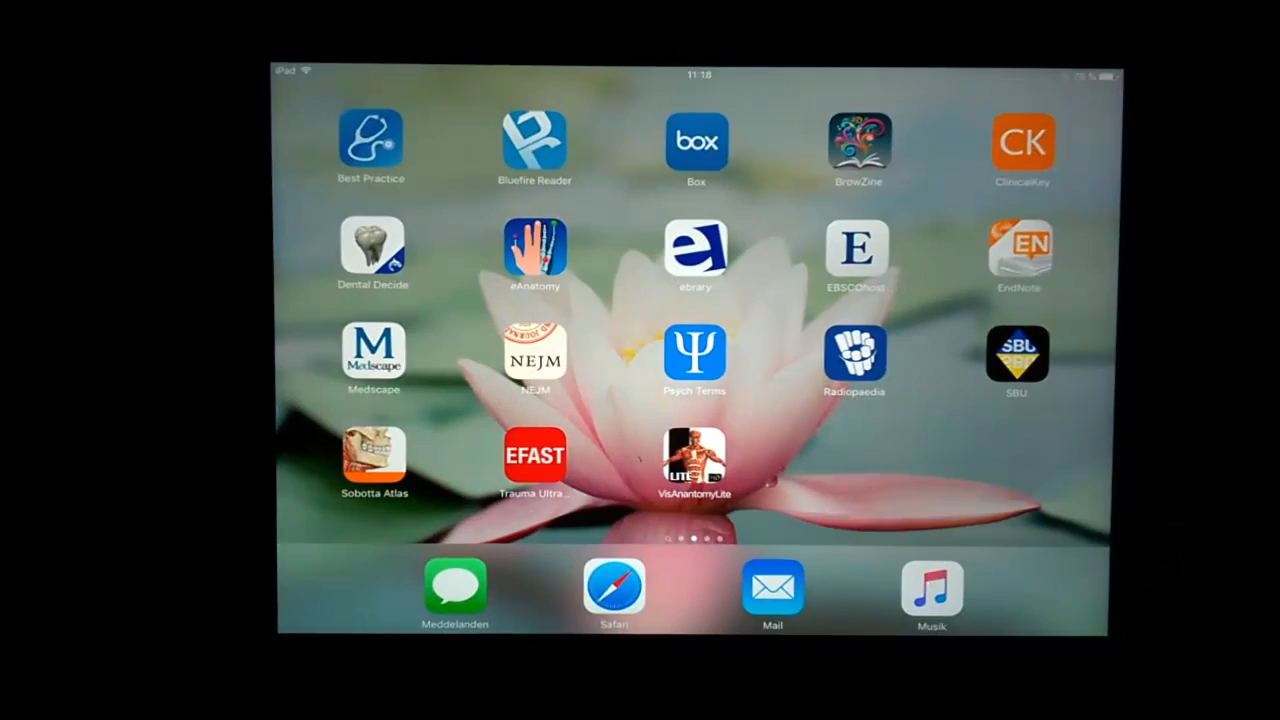 iPad
11:18
box
CK
Best Practice
Bluefire Reader
Box
BrowZine
ClinicalKey
E
EN
Dental Decide
eAnatomy
ebrary
EBSCOhost
EndNote
M
Medscape
NEJM
Ψ
SBU
Medscape
NEJM
Psych Terms
Radiopaedia
SBU
EFAST
LITE
Sobotta Atlas
Trauma Ultra...
VisAnantomyLite
Meddelanden
Safari
Mail
Musik